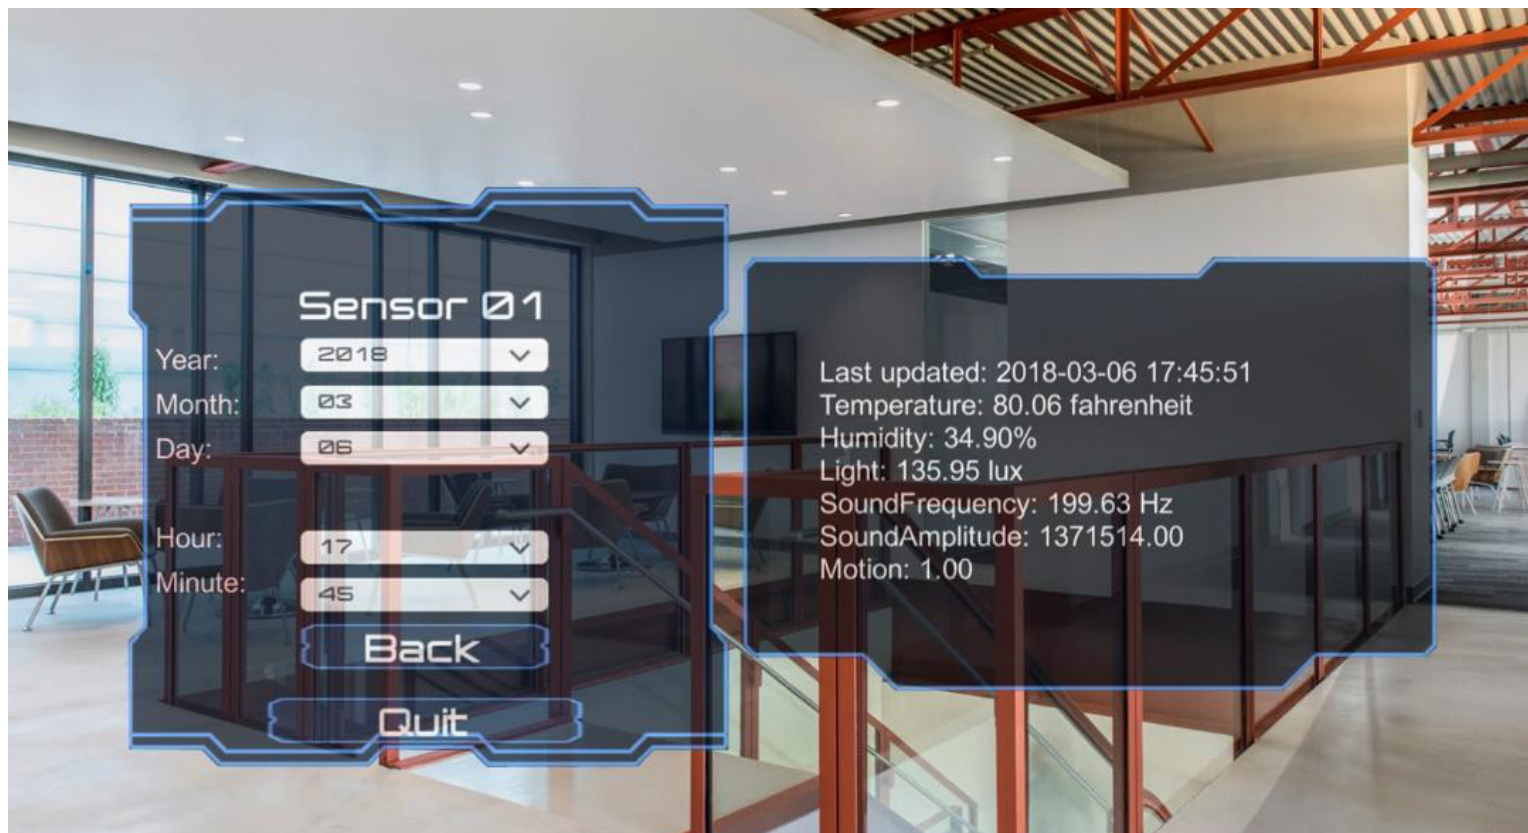 Sensor 01
Year: 2018
Month: 03
Day: 06
Hour: 17
Minute: 45
Back
Quit
Last updated: 2018-03-06 17:45:51
Temperature: 80.06 fahrenheit
Humidity: 34.90%
Light: 135.95 lux
SoundFrequency: 199.63 Hz
SoundAmplitude: 1371514.00
Motion: 1.00